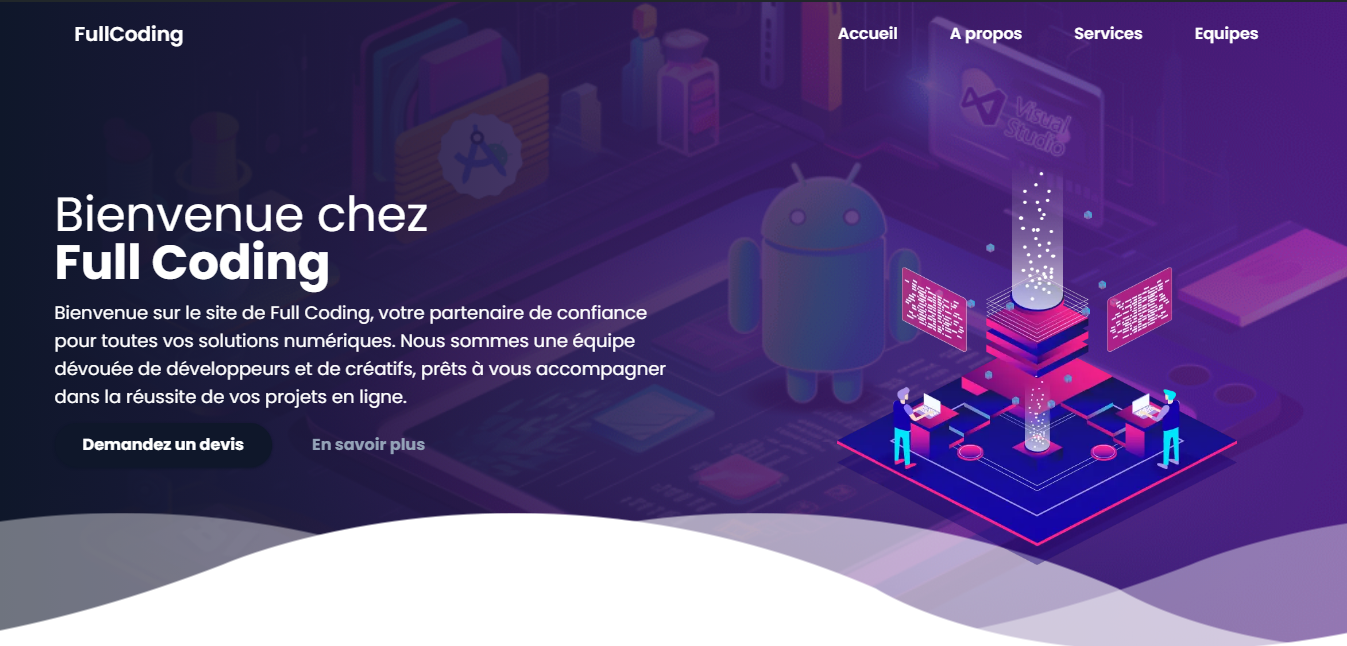 FullCoding
Accueil A propos Services Equipes
Visual
Studio
Bienvenue chez
Full Coding
Bienvenue sur le site de Full Coding, votre partenaire de confiance
pour toutes vos solutions numériques. Nous sommes une équipe
dévouée de développeurs et de créatifs, prêts à vous accompagner
dans la réussite de vos projets en ligne.
Demandez un devis En savoir plus